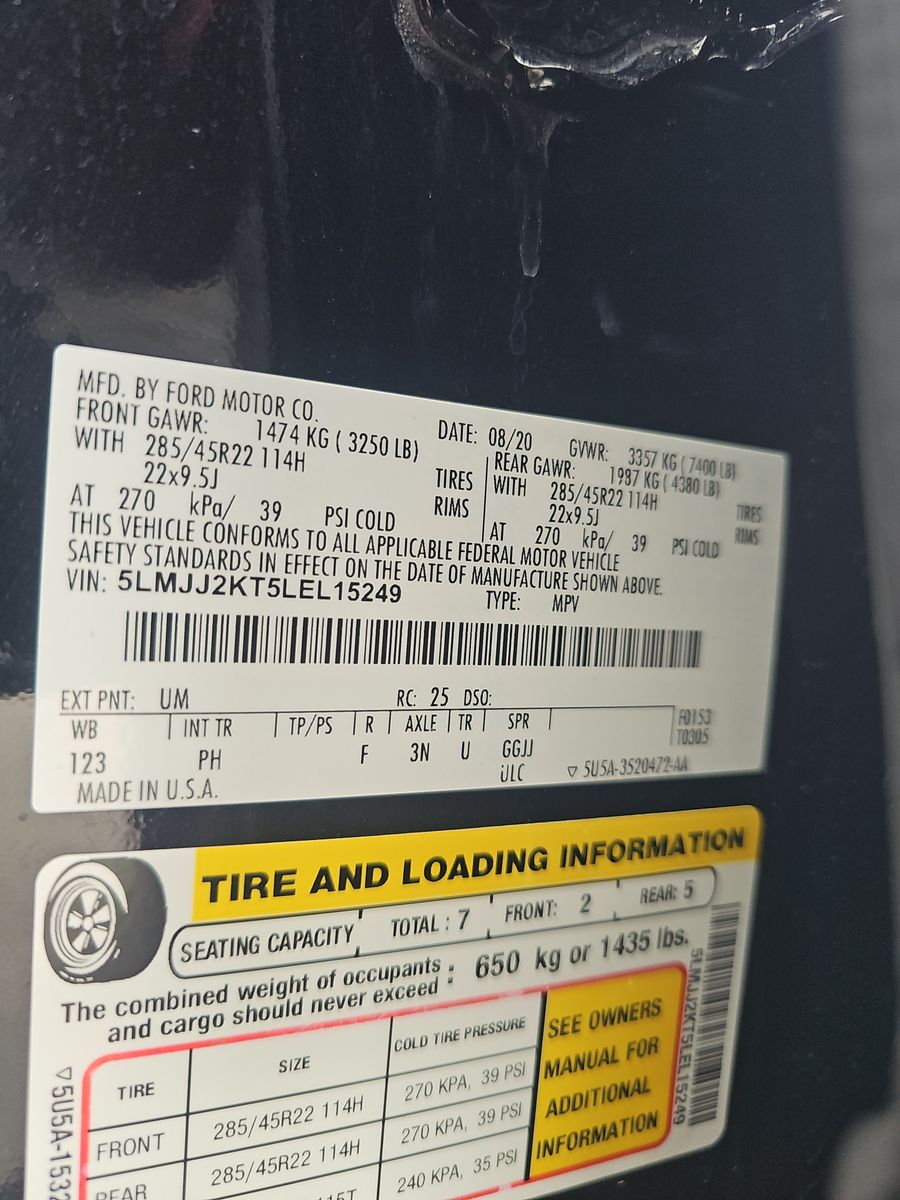 MFD. BY FORD MOTOR CO.
DATE: 08/20 GVWR: 3357 KG ( 7400 LB)
FRONT GAWR: 1474 KG ( 3250 LB)
WITH 285/45R22 114H TIRES
22x9.5J RIMS
AT 270 kPa/ 39 PSI COLD
REAR GAWR: 1987 KG ( 4380 LB)
WITH 285/45R22 114H TIRES
22x9.5J RIMS
AT 270 kPa/ 39 PSI COLD
THIS VEHICLE CONFORMS TO ALL APPLICABLE FEDERAL MOTOR VEHICLE
SAFETY STANDARDS IN EFFECT ON THE DATE OF MANUFACTURE SHOWN ABOVE.
VIN: 5LMJJ2KT5LEL15249 TYPE: MPV
EXT PNT: UM RC: 25 DSO:
WB INT TR TP/PS R AXLE TR SPR F0153
T0305
123 PH F 3N U GGJJ
ULC ▽ 5U5A-3520472-AA
MADE IN U.S.A.
TIRE AND LOADING INFORMATION
SEATING CAPACITY TOTAL : 7 FRONT: 2 REAR: 5
The combined weight of occupants
and cargo should never exceed : 650 kg or 1435 lbs.
TIRE SIZE COLD TIRE PRESSURE
FRONT 285/45R22 114H 270 KPA, 39 PSI
REAR 285/45R22 114H 270 KPA, 39 PSI
15T 240 KPA, 35 PSI
SEE OWNERS
MANUAL FOR
ADDITIONAL
INFORMATION
5LMJJ2KT5LEL15249
▽5U5A-1532